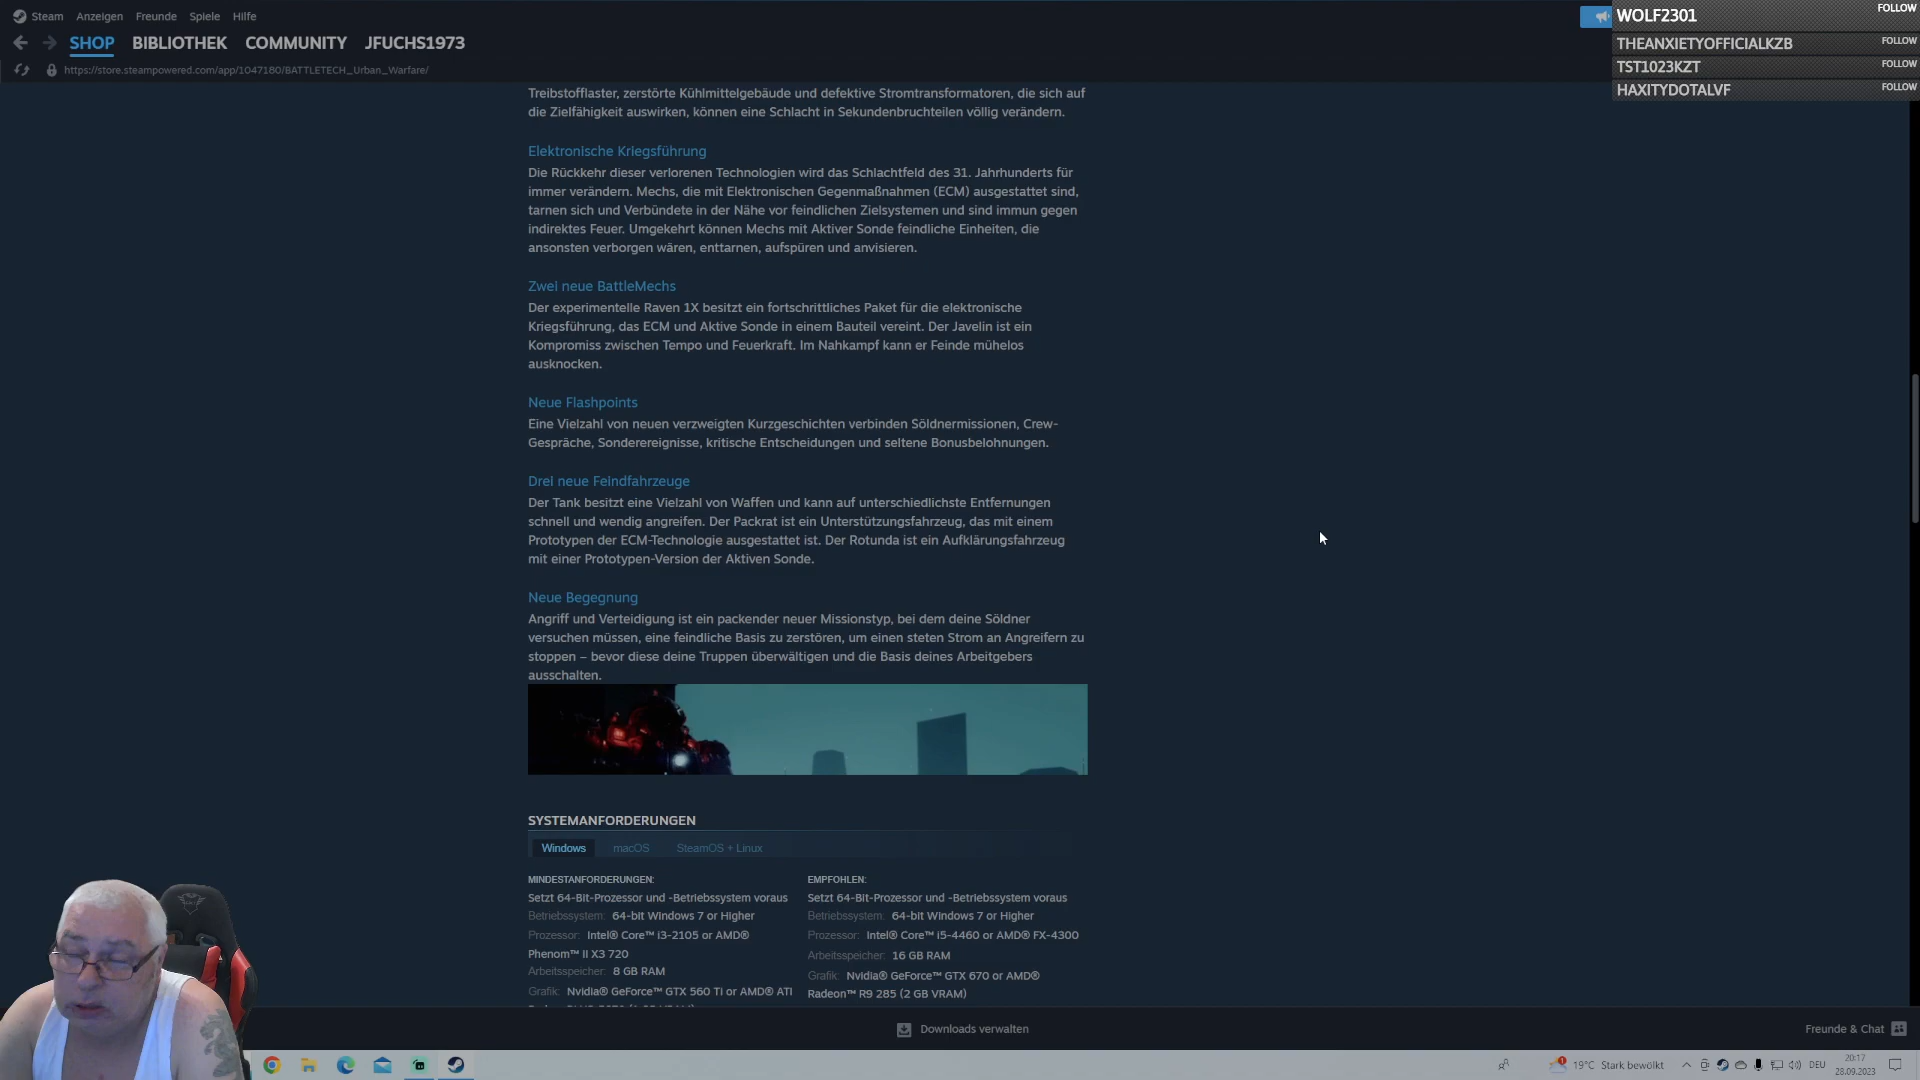 Steam Anzeigen Freunde Spiele Hilfe
SHOP BIBLIOTHEK COMMUNITY JFUCHS1973
https://store.steampowered.com/app/1047180/BATTLETECH_Urban_Warfare/
WOLF2301 FOLLOW
THEANXIETYOFFICIALKZB FOLLOW
TST1023KZT FOLLOW
HAXITYDOTALVF FOLLOW
Treibstofflaster, zerstörte Kühlmittelgebäude und defekte Stromtransformatoren, die sich auf
die Zielfähigkeit auswirken, können eine Schlacht in Sekundenbruchteilen völlig verändern.
Elektronische Kriegsführung
Die Rückkehr dieser verlorenen Technologien wird das Schlachtfeld des 31. Jahrhunderts für
immer verändern. Mechs, die mit Elektronischen Gegenmaßnahmen (ECM) ausgestattet sind,
tarnen sich und Verbündete in der Nähe vor feindlichen Zielsystemen und sind immun gegen
indirektes Feuer. Umgekehrt können Mechs mit Aktiver Sonde feindliche Einheiten, die
ansonsten verborgen wären, enttarnen, aufspüren und anvisieren.
Zwei neue BattleMechs
Der experimentelle Raven 1X besitzt ein fortschrittliches Paket für die elektronische
Kriegsführung, das ECM und Aktive Sonde in einem Bauteil vereint. Der Javelin ist ein
Kompromiss zwischen Tempo und Feuerkraft. Im Nahkampf kann er Feinde mühelos
ausknocken.
Neue Flashpoints
Eine Vielzahl von neuen verzweigten Kurzgeschichten verbinden Söldnermissionen, Crew-
Gespräche, Sonderereignisse, kritische Entscheidungen und seltene Bonusbelohnungen.
Drei neue Feindfahrzeuge
Der Tank besitzt eine Vielzahl von Waffen und kann auf unterschiedlichste Entfernungen
schnell und wendig angreifen. Der Packrat ist ein Unterstützungsfahrzeug, das mit einem
Prototypen der ECM-Technologie ausgestattet ist. Der Rotunda ist ein Aufklärungsfahrzeug
mit einer Prototypen-Version der Aktiven Sonde.
Neue Begegnung
Angriff und Verteidigung ist ein packender neuer Missionstyp, bei dem deine Söldner
versuchen müssen, eine feindliche Basis zu zerstören, um einen steten Strom an Angreifern zu
stoppen – bevor diese deine Truppen überwältigen und die Basis deines Arbeitgebers
ausschalten.
SYSTEMANFORDERUNGEN
Windows macOS SteamOS + Linux
MINDESTANFORDERUNGEN:
Setzt 64-Bit-Prozessor und -Betriebssystem voraus
Betriebssystem: 64-bit Windows 7 or Higher
Prozessor: Intel® Core™ i3-2105 or AMD®
Phenom™ II X3 720
Arbeitsspeicher: 8 GB RAM
Grafik: Nvidia® GeForce™ GTX 560 Ti or AMD® ATI
EMPFOHLEN:
Setzt 64-Bit-Prozessor und -Betriebssystem voraus
Betriebssystem: 64-bit Windows 7 or Higher
Prozessor: Intel® Core™ i5-4460 or AMD® FX-4300
Arbeitsspeicher: 16 GB RAM
Grafik: Nvidia® GeForce™ GTX 670 or AMD®
Radeon™ R9 285 (2 GB VRAM)
Downloads verwalten
Freunde & Chat
19°C Stark bewölkt
DEU
20:17
28.09.2023